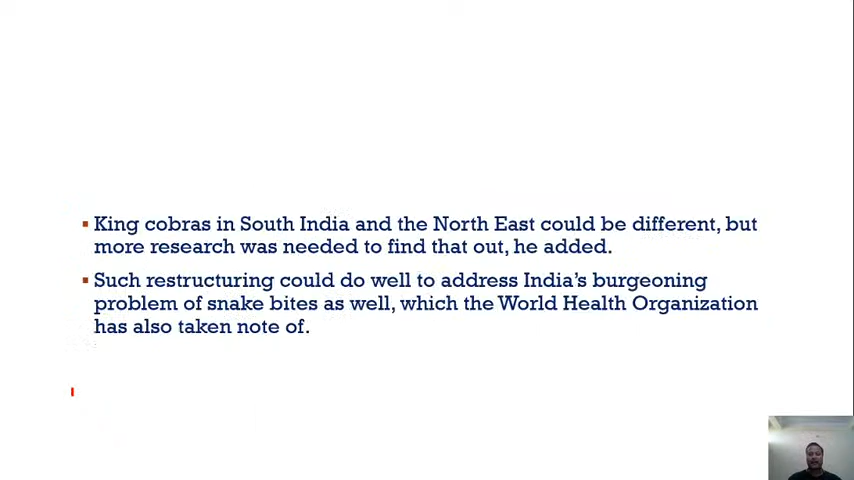 King cobras in South India and the North East could be different, but
more research was needed to find that out, he added.
Such restructuring could do well to address India's burgeoning
problem of snake bites as well, which the World Health Organization
has also taken note of.